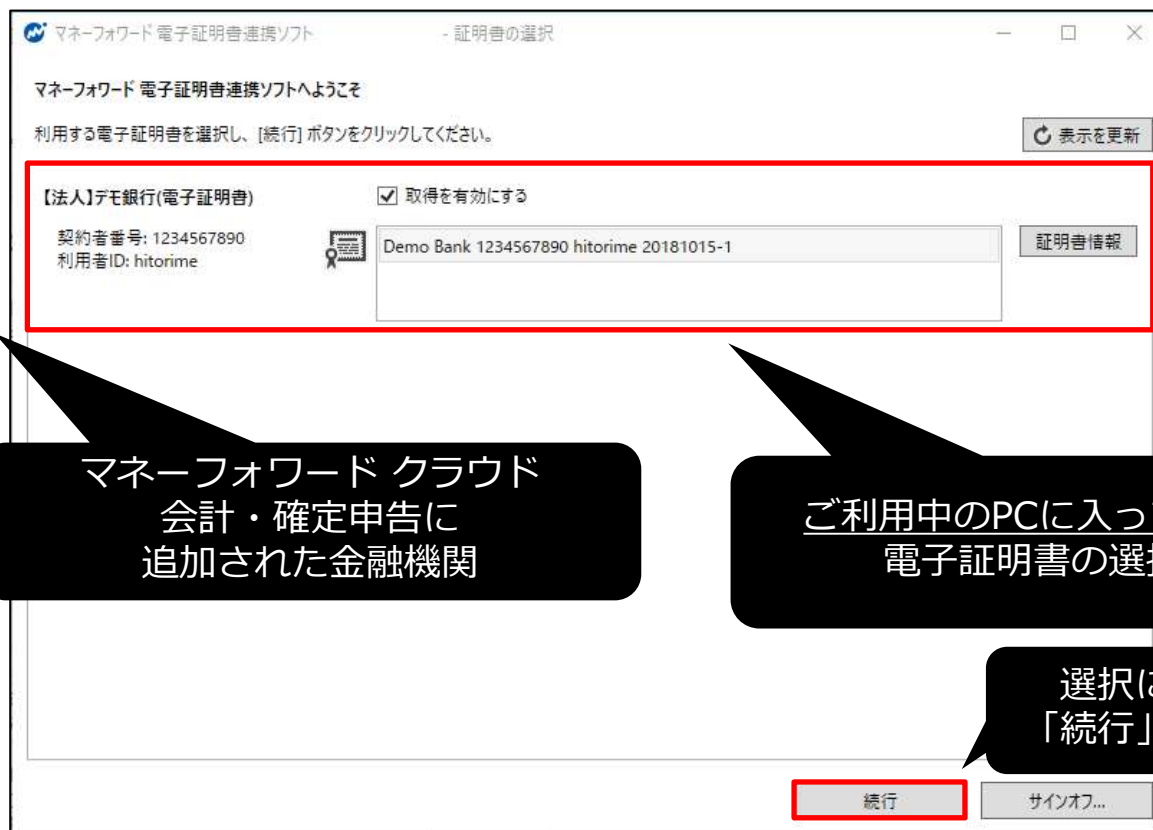 マネーフォワード 電子証明書連携ソフト - 証明書の選択
マネーフォワード 電子証明書連携ソフトへようこそ
利用する電子証明書を選択し、[続行] ボタンをクリックしてください。
表示を更新
【法人】デモ銀行(電子証明書)
取得を有効にする
契約者番号: 1234567890
利用者ID: hitorime
Demo Bank 1234567890 hitorime 20181015-1
証明書情報
マネーフォワード クラウド
会計・確定申告に
追加された金融機関
ご利用中のPCに入っ
電子証明書の選
選択に
「続行」
続行
サインオフ...